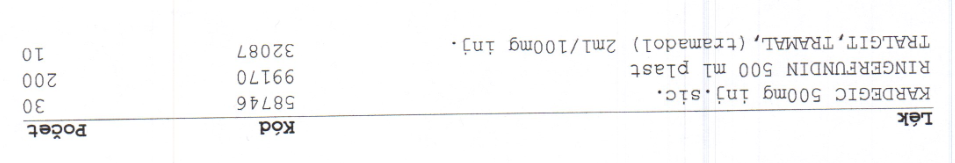 Lék Kód Počet
KARDEGIC 500mg inj.sic. 58746 30
RINGERFUNDIN 500 ml plast 99170 200
TRALGIT, TRAMAL, (tramadol) 2ml/100mg inj. 32087 10